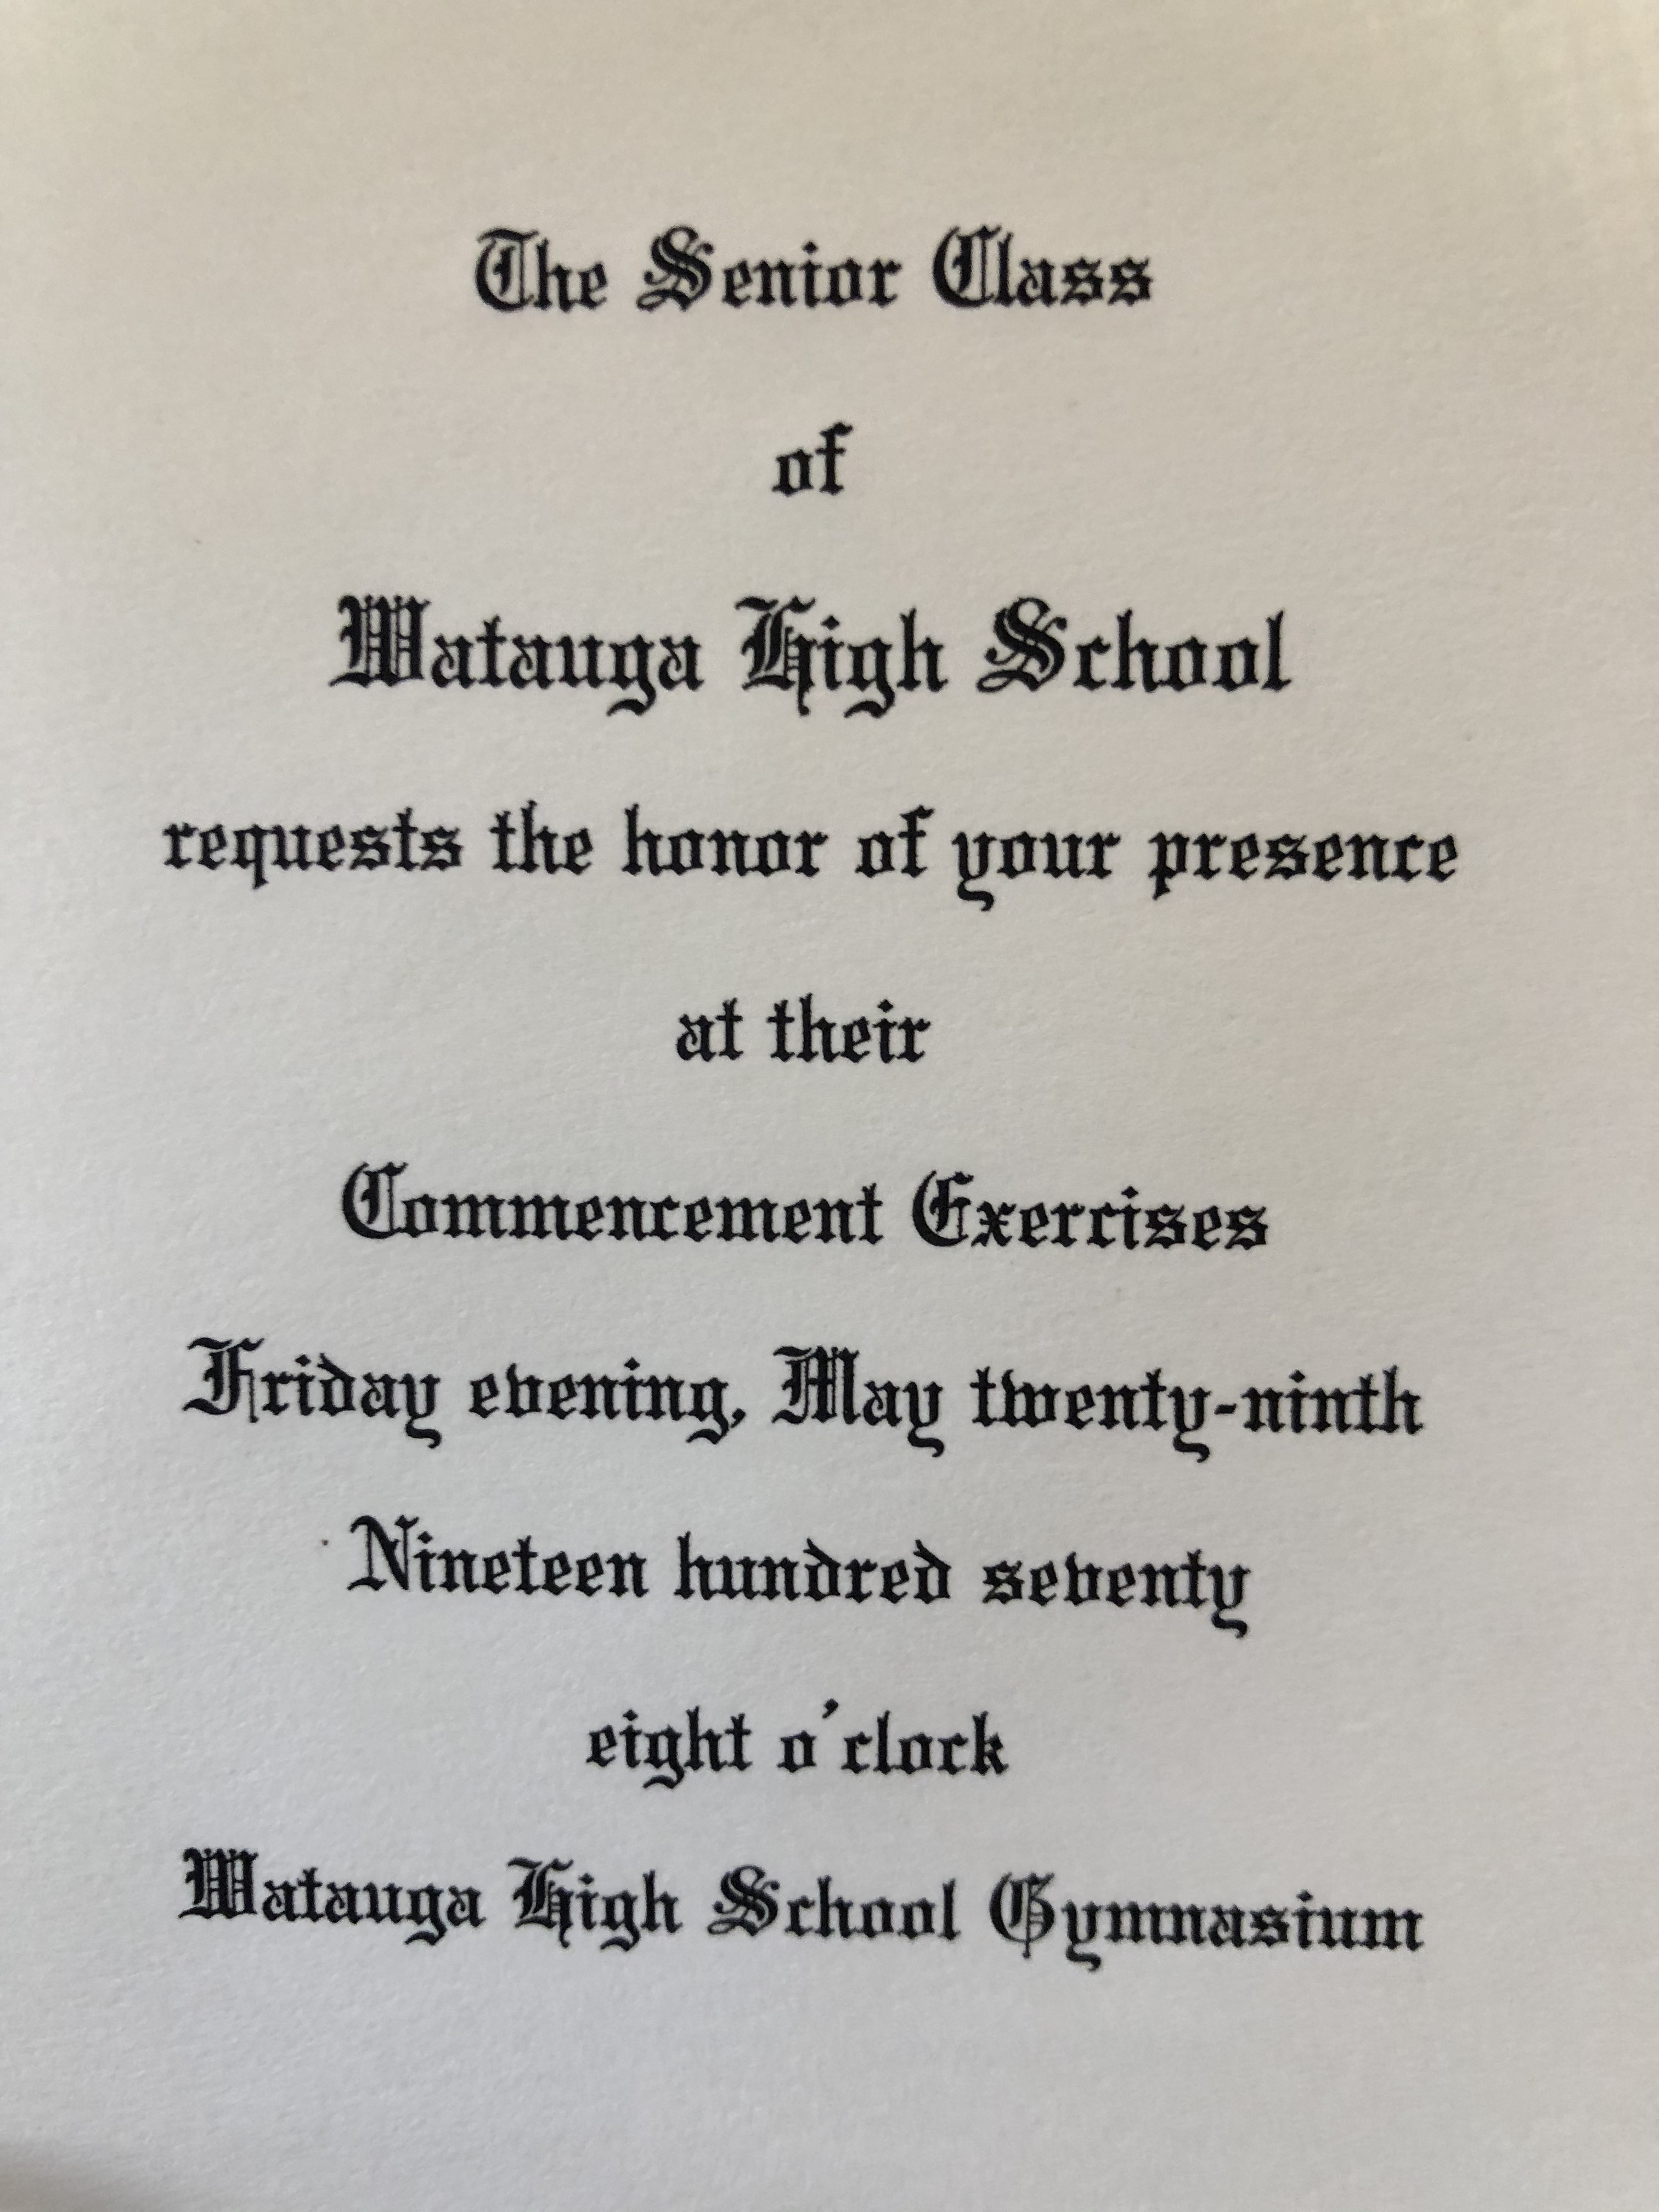 The Senior Class
of
Watauga High School
requests the honor of your presence
at their
Commencement Exercises
Friday evening, May twenty-ninth
Nineteen hundred seventy
eight o'clock
Watauga High School Gymnasium